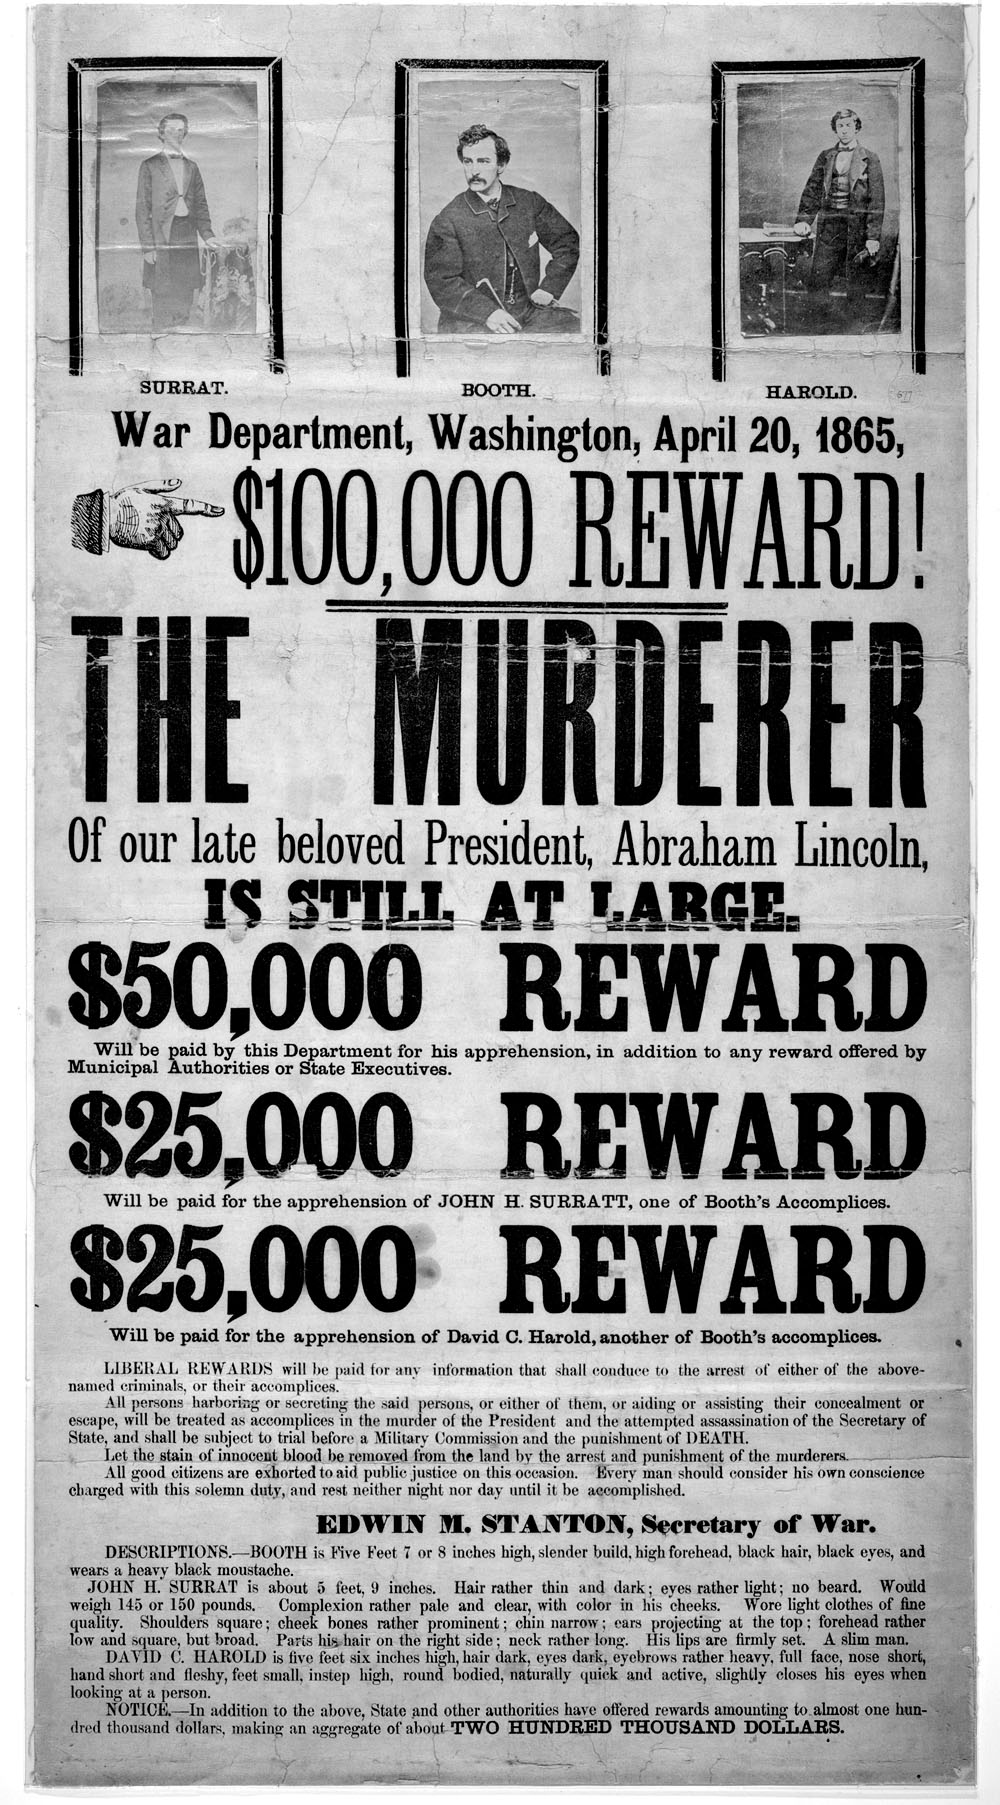 SURRAT.
BOOTH.
HAROLD.
War Department, Washington, April 20, 1865,
$100,000 REWARD!
THE MURDERER
Of our late beloved President, Abraham Lincoln,
IS STILL AT LARGE.
$50,000 REWARD
Will be paid by this Department for his apprehension, in addition to any reward offered by
Municipal Authorities or State Executives.
$25,000 REWARD
Will be paid for the apprehension of JOHN H. SURRATT, one of Booth's Accomplices.
$25,000 REWARD
Will be paid for the apprehension of David C. Harold, another of Booth's accomplices.
LIBERAL REWARDS will be paid for any information that shall conduce to the arrest of either of the above-
named criminals, or their accomplices.
All persons harboring or secreting the said persons, or either of them, or aiding or assisting their concealment or
escape, will be treated as accomplices in the murder of the President and the attempted assassination of the Secretary of
State, and shall be subject to trial before a Military Commission and the punishment of DEATH.
Let the stain of innocent blood be removed from the land by the arrest and punishment of the murderers.
All good citizens are exhorted to aid public justice on this occasion. Every man should consider his own conscience
charged with this solemn duty, and rest neither night nor day until it be accomplished.
EDWIN M. STANTON, Secretary of War.
DESCRIPTIONS.—BOOTH is Five Feet 7 or 8 inches high, slender build, high forehead, black hair, black eyes, and
wears a heavy black moustache.
JOHN H. SURRAT is about 5 feet, 9 inches. Hair rather thin and dark; eyes rather light; no beard. Would
weigh 145 or 150 pounds. Complexion rather pale and clear, with color in his cheeks. Wore light clothes of fine
quality. Shoulders square; cheek bones rather prominent; chin narrow; ears projecting at the top; forehead rather
low and square, but broad. Parts his hair on the right side; neck rather long. His lips are firmly set. A slim man.
DAVID C. HAROLD is five feet six inches high, hair dark, eyes dark, eyebrows rather heavy, full face, nose short,
hand short and fleshy, feet small, instep high, round bodied, naturally quick and active, slightly closes his eyes when
looking at a person.
NOTICE.—In addition to the above, State and other authorities have offered rewards amounting to almost one hun-
dred thousand dollars, making an aggregate of about TWO HUNDRED THOUSAND DOLLARS.